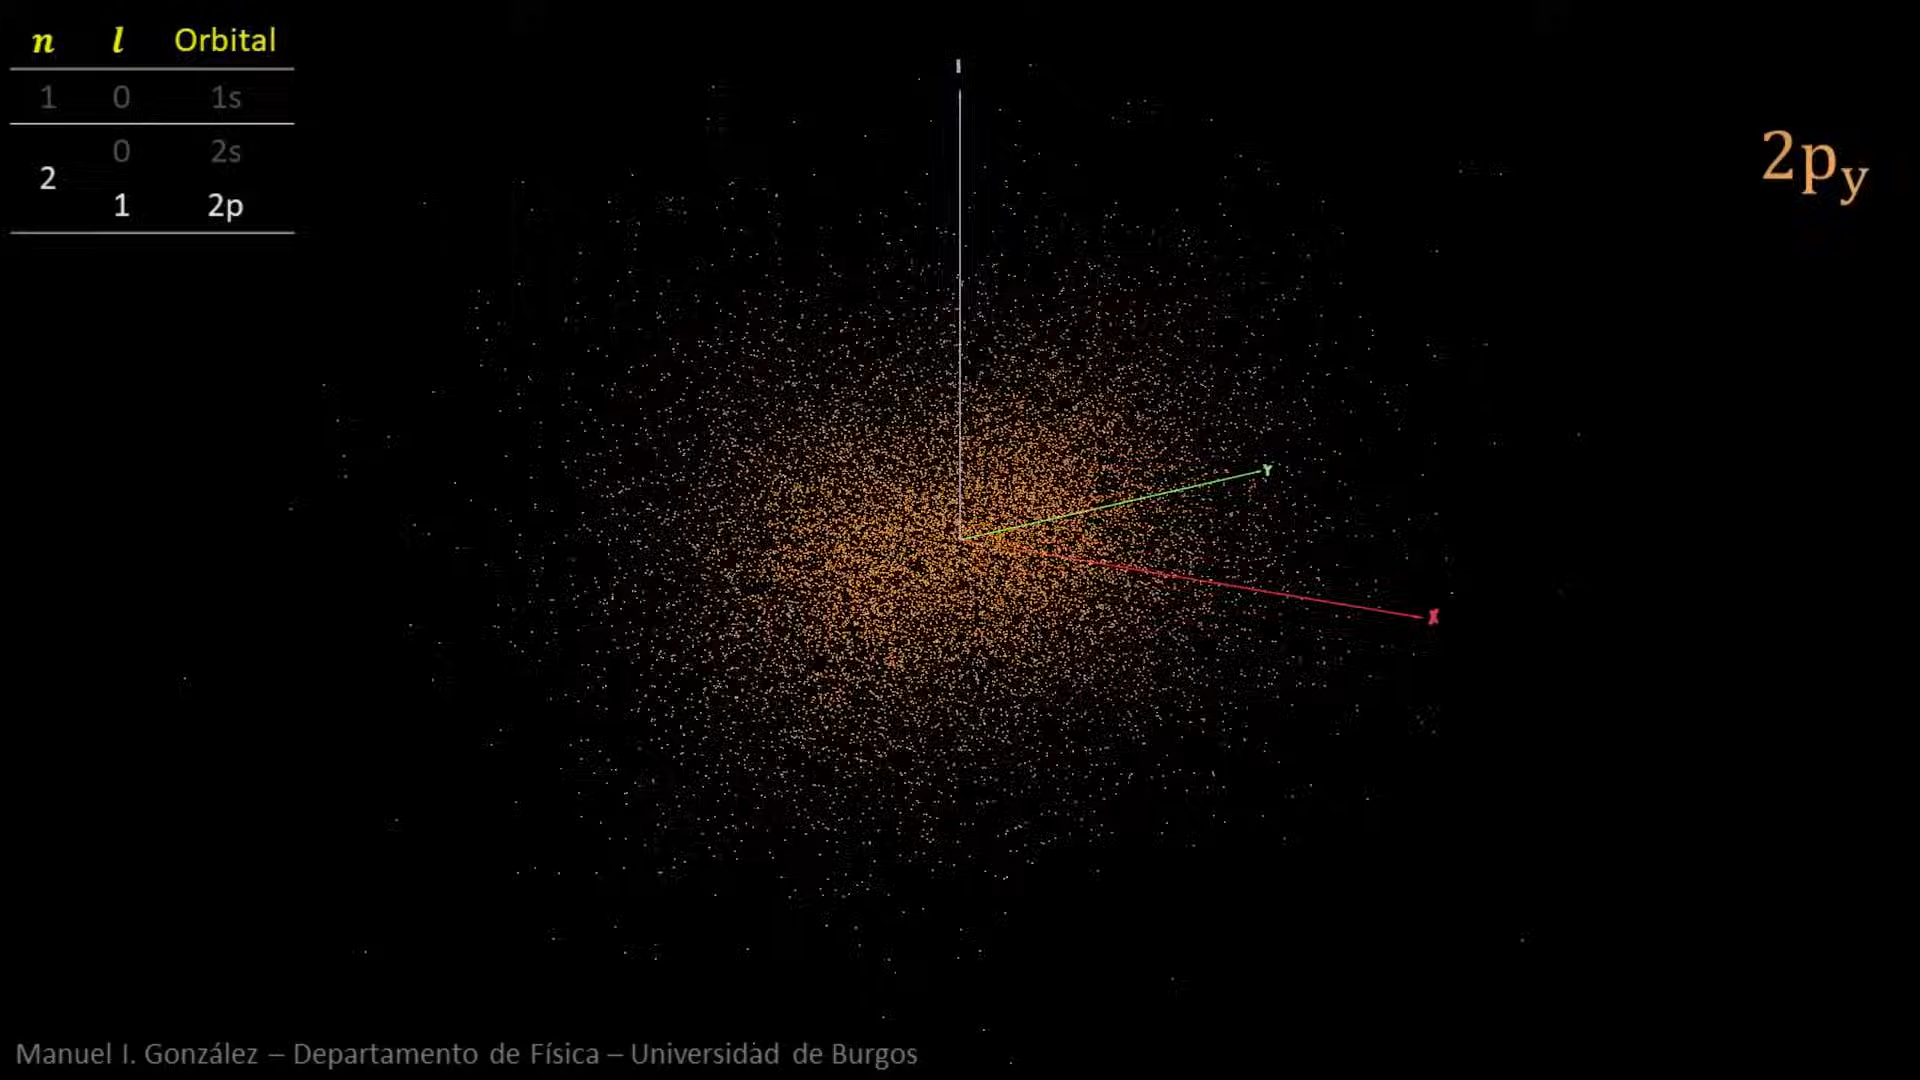 n l Orbital
1 0 1s
0 2s
2
1 2p
2py
Y
X
Manuel I. González – Departamento de Física – Universidad de Burgos